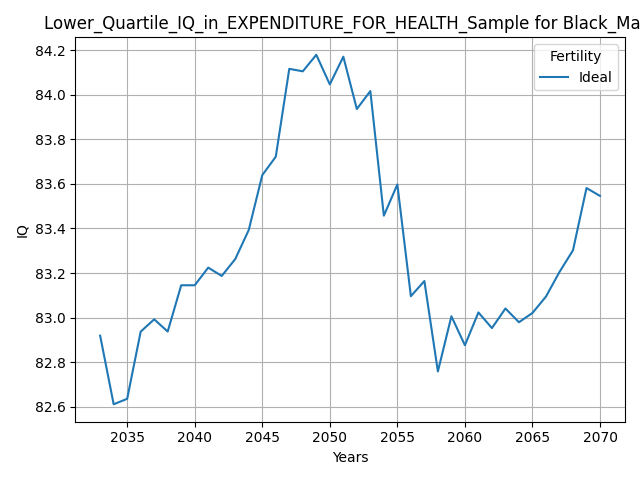 Lower_Quartile_IQ_in_EXPENDITURE_FOR_HEALTH_Sample for Black_Ma
Fertility
Ideal
84.2
84.0
83.8
83.6
83.4
83.2
83.0
82.8
82.6
IQ
2035 2040 2045 2050 2055 2060 2065 2070
Years